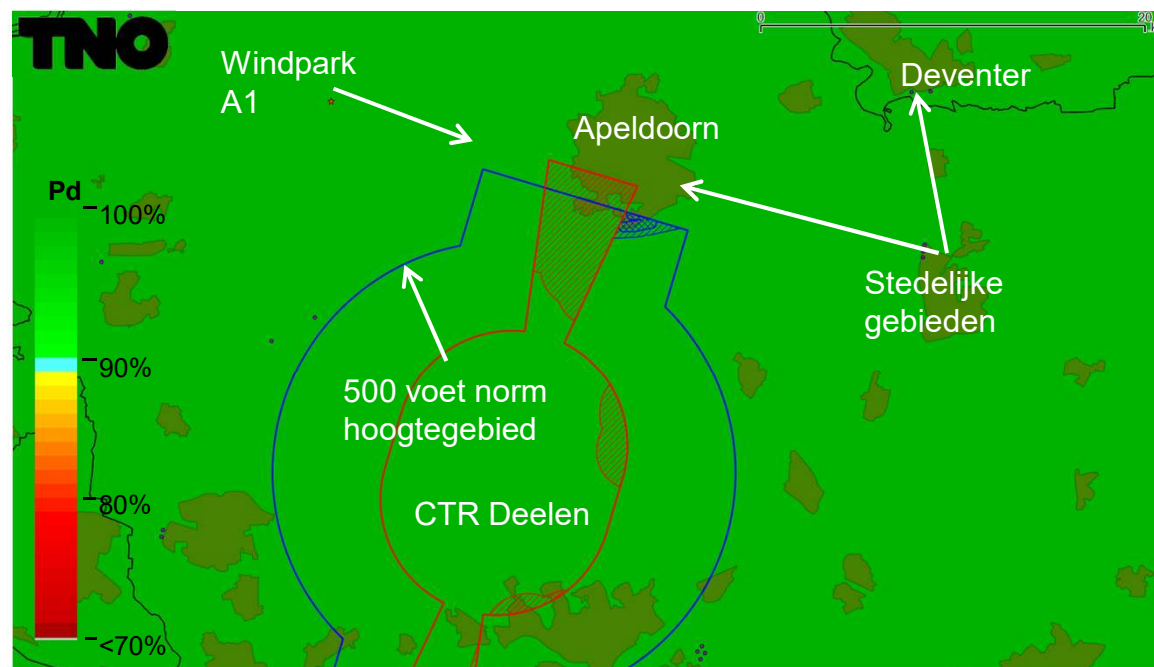 TNO
Windpark
A1
Apeldoorn
Deventer
0
20
Pd
100%
90%
80%
<70%
Stedelijke
gebieden
500 voet norm
hoogtegebied
CTR Deelen